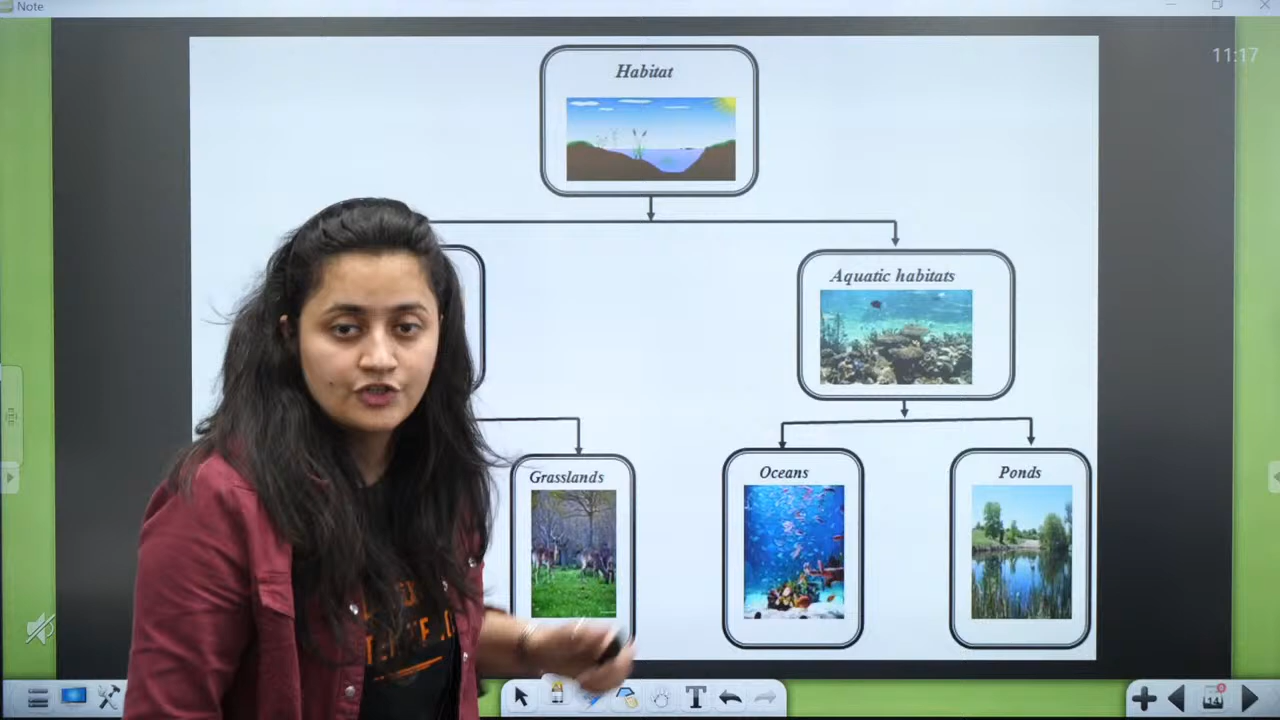 Note
11:17
Habitat
Aquatic habitats
Grasslands
Oceans
Ponds
T